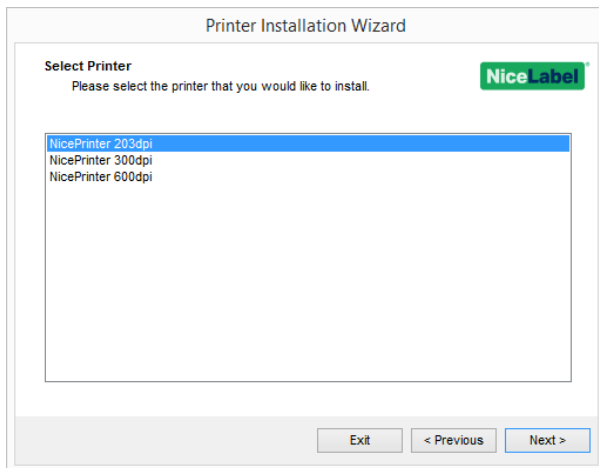 Printer Installation Wizard
Select Printer
Please select the printer that you would like to install.
NiceLabel
NicePrinter 203dpi
NicePrinter 300dpi
NicePrinter 600dpi
Exit
< Previous
Next >